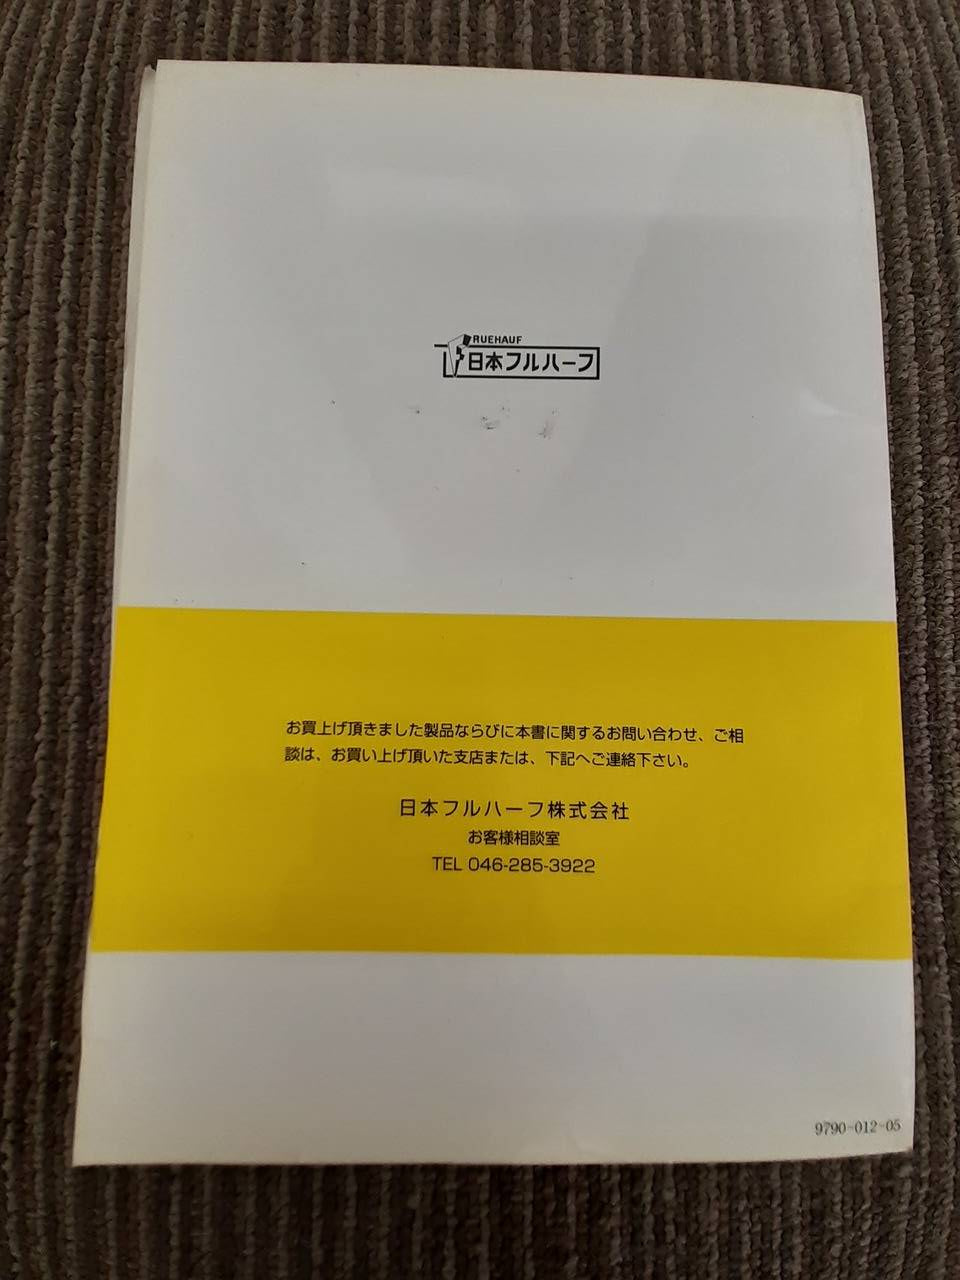 RUEHAUF
日本フルハーフ
お買上げ頂きました製品ならびに本書に関するお問い合わせ、ご相
談は、お買い上げ頂いた支店または、下記へご連絡下さい。
日本フルハーフ株式会社
お客様相談室
TEL 046-285-3922
9790-012-05